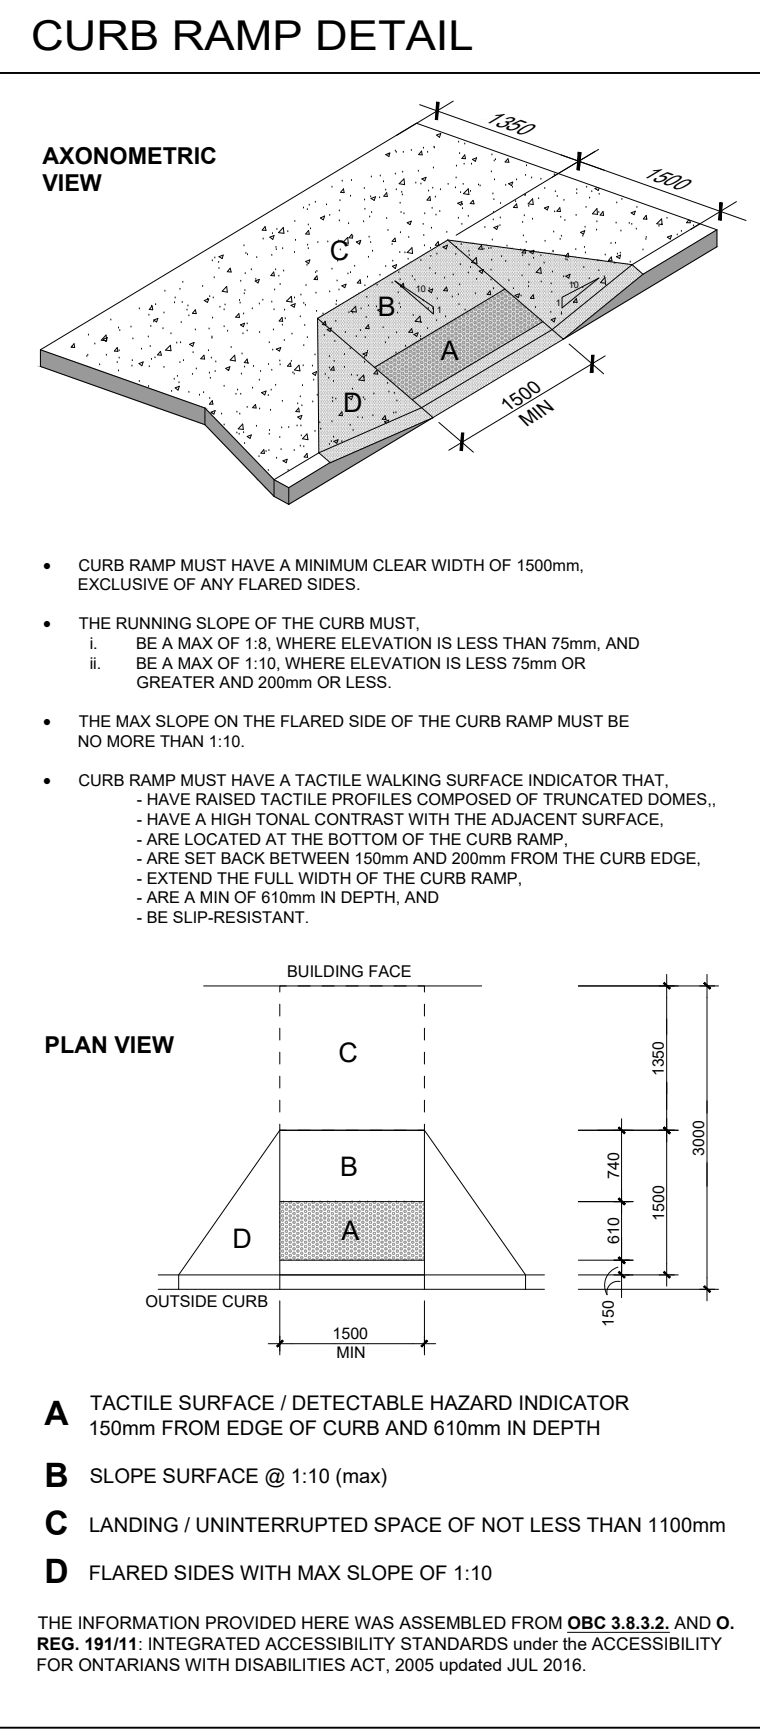 CURB RAMP DETAIL
AXONOMETRIC
VIEW
1350
1500
C
B
10
1
10
1
A
D
1500
MIN
• CURB RAMP MUST HAVE A MINIMUM CLEAR WIDTH OF 1500mm,
EXCLUSIVE OF ANY FLARED SIDES.
• THE RUNNING SLOPE OF THE CURB MUST,
i. BE A MAX OF 1:8, WHERE ELEVATION IS LESS THAN 75mm, AND
ii. BE A MAX OF 1:10, WHERE ELEVATION IS LESS 75mm OR
GREATER AND 200mm OR LESS.
• THE MAX SLOPE ON THE FLARED SIDE OF THE CURB RAMP MUST BE
NO MORE THAN 1:10.
• CURB RAMP MUST HAVE A TACTILE WALKING SURFACE INDICATOR THAT,
- HAVE RAISED TACTILE PROFILES COMPOSED OF TRUNCATED DOMES,,
- HAVE A HIGH TONAL CONTRAST WITH THE ADJACENT SURFACE,
- ARE LOCATED AT THE BOTTOM OF THE CURB RAMP,
- ARE SET BACK BETWEEN 150mm AND 200mm FROM THE CURB EDGE,
- EXTEND THE FULL WIDTH OF THE CURB RAMP,
- ARE A MIN OF 610mm IN DEPTH, AND
- BE SLIP-RESISTANT.
BUILDING FACE
PLAN VIEW
C
B
A
D
OUTSIDE CURB
1500
MIN
1350
3000
740
1500
610
150
A TACTILE SURFACE / DETECTABLE HAZARD INDICATOR
150mm FROM EDGE OF CURB AND 610mm IN DEPTH
B SLOPE SURFACE @ 1:10 (max)
C LANDING / UNINTERRUPTED SPACE OF NOT LESS THAN 1100mm
D FLARED SIDES WITH MAX SLOPE OF 1:10
THE INFORMATION PROVIDED HERE WAS ASSEMBLED FROM OBC 3.8.3.2. AND O.
REG. 191/11: INTEGRATED ACCESSIBILITY STANDARDS under the ACCESSIBILITY
FOR ONTARIANS WITH DISABILITIES ACT, 2005 updated JUL 2016.